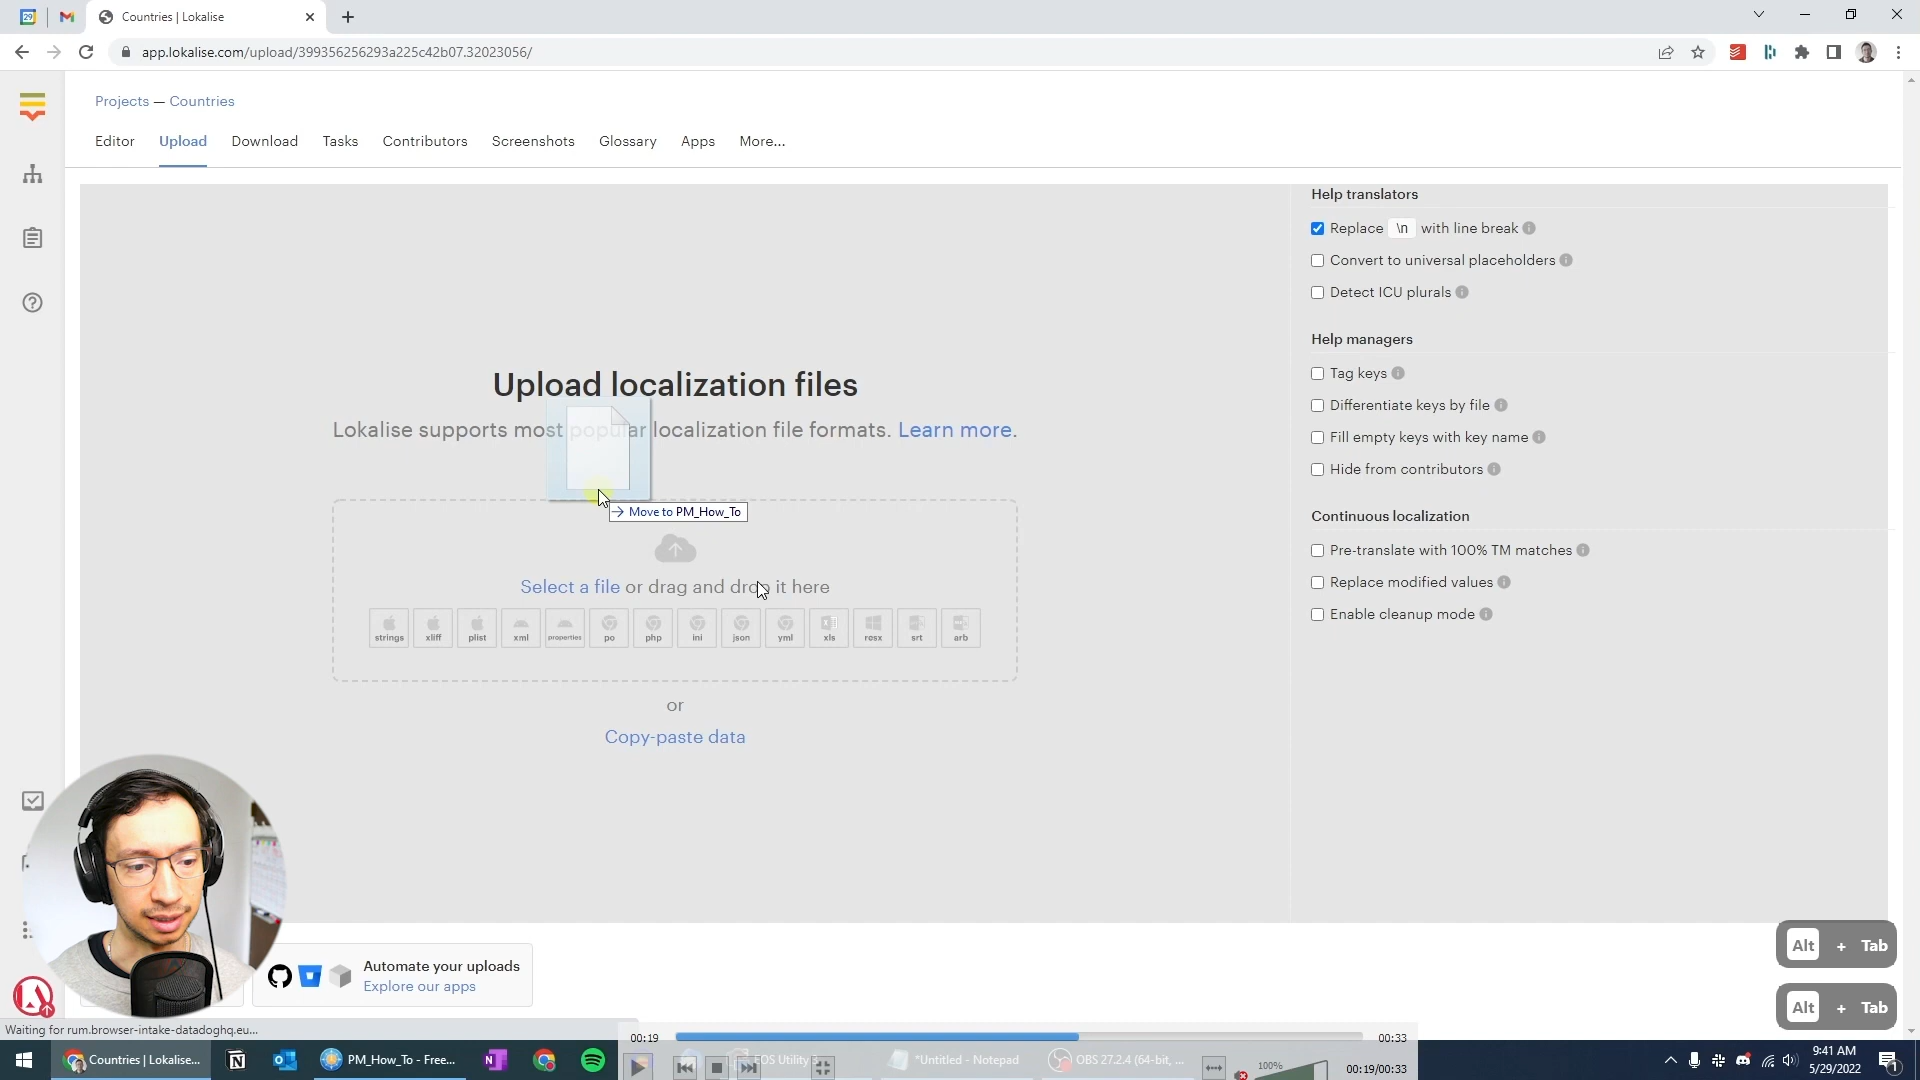 29
Countries | Lokalise
app.lokalise.com/upload/399356256293a225c42b07.32023056/
Projects — Countries
Editor Upload Download Tasks Contributors Screenshots Glossary Apps More...
Upload localization files
Lokalise supports most popular localization file formats. Learn more.
Move to PM_How_To
Select a file or drag and drop it here
strings xliff plist xml properties po php ini json yml xls resx srt arb
or
Copy-paste data
Help translators
Replace \n with line break
Convert to universal placeholders
Detect ICU plurals
Help managers
Tag keys
Differentiate keys by file
Fill empty keys with key name
Hide from contributors
Continuous localization
Pre-translate with 100% TM matches
Replace modified values
Enable cleanup mode
Automate your uploads
Explore our apps
Alt + Tab
Alt + Tab
Waiting for rum.browser-intake-datadoghq.eu...
00:19
00:33
Countries | Lokalise...
PM_How_To - Free...
EOS Utility 3
*Untitled - Notepad
OBS 27.2.4 (64-bit, ...
100%
00:19/00:33
9:41 AM
5/29/2022
1